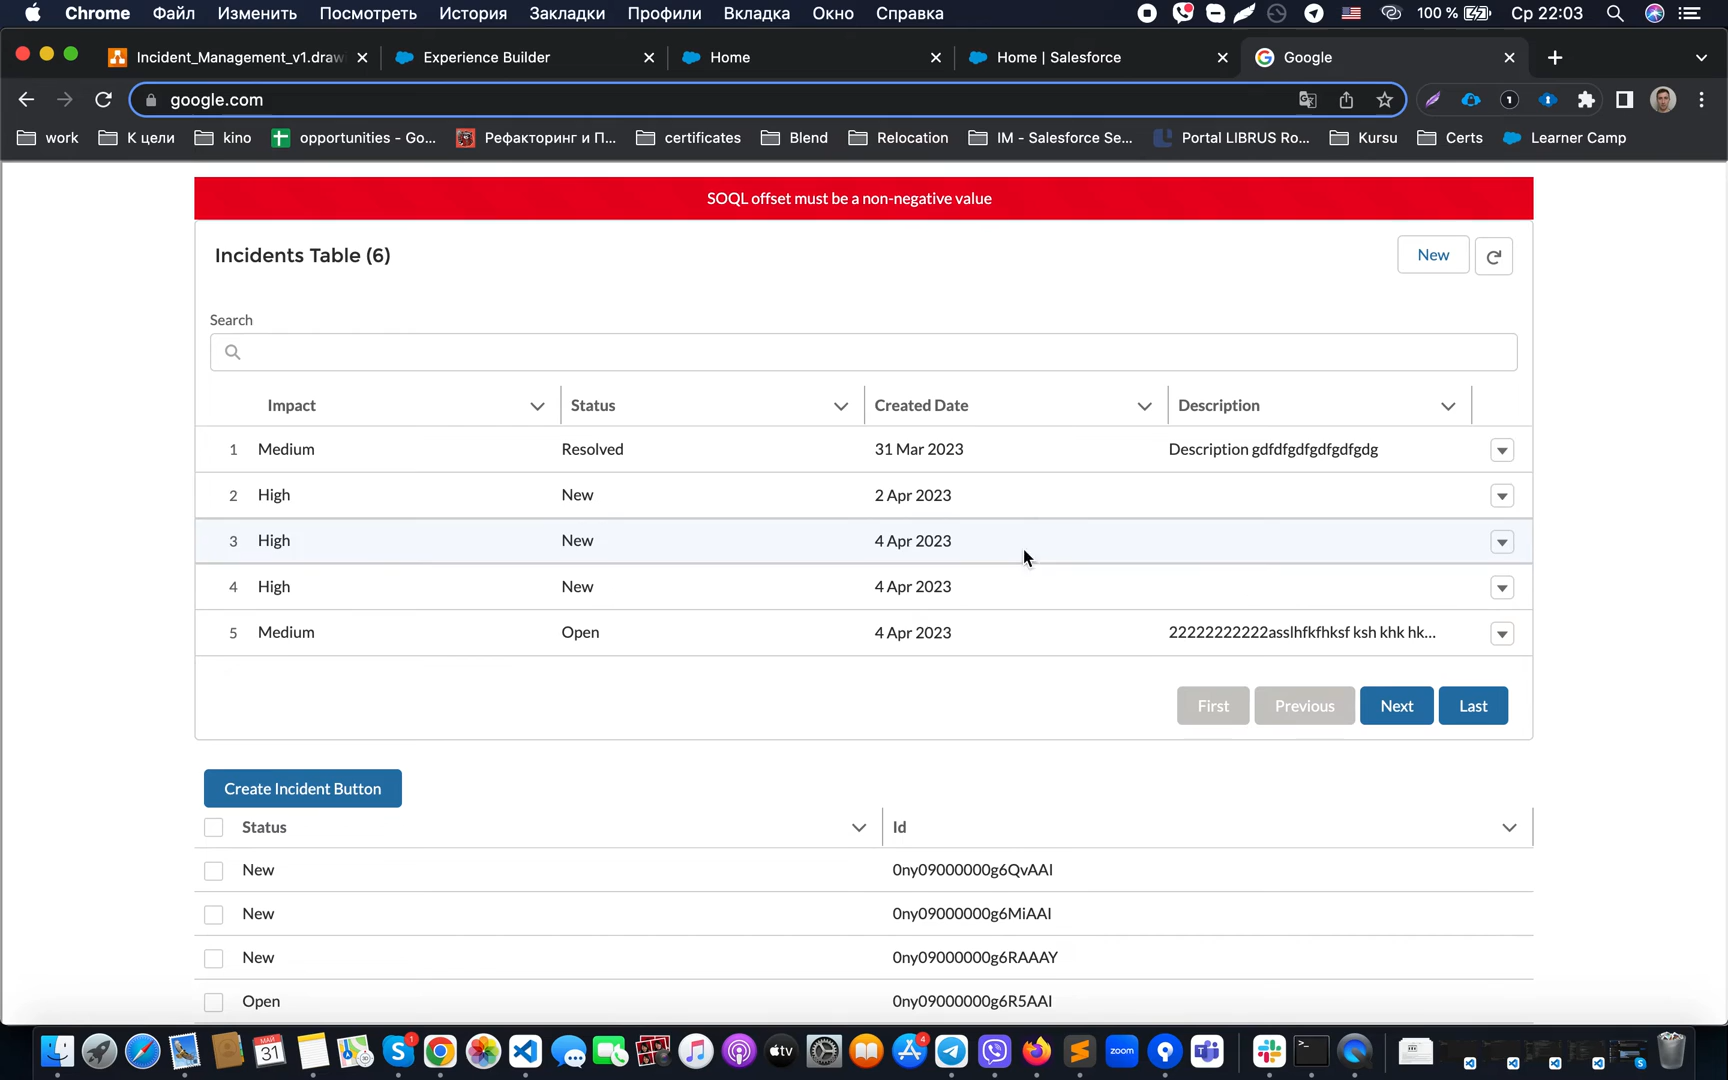 Chrome Файл Изменить Посмотреть История Закладки Профили Вкладка Окно Справка 100 % Ср 22:03
Incident_Management_v1.draw Experience Builder Home Home | Salesforce Google
google.com
work К цели kino opportunities - Go... Рефакторинг и П... certificates Blend Relocation IM - Salesforce Se... Portal LIBRUS Ro... Kursu Certs Learner Camp
SOQL offset must be a non-negative value
Incidents Table (6) New
Search
Impact Status Created Date Description
1 Medium Resolved 31 Mar 2023 Description gdfdfgdfgdfgdfgdg
2 High New 2 Apr 2023
3 High New 4 Apr 2023
4 High New 4 Apr 2023
5 Medium Open 4 Apr 2023 22222222222asslhfkfhksf ksh khk hk...
First Previous Next Last
Create Incident Button
Status Id
New 0ny09000000g6QvAAI
New 0ny09000000g6MiAAI
New 0ny09000000g6RAAAY
Open 0ny09000000g6R5AAI
31 1 tv 4 zoom